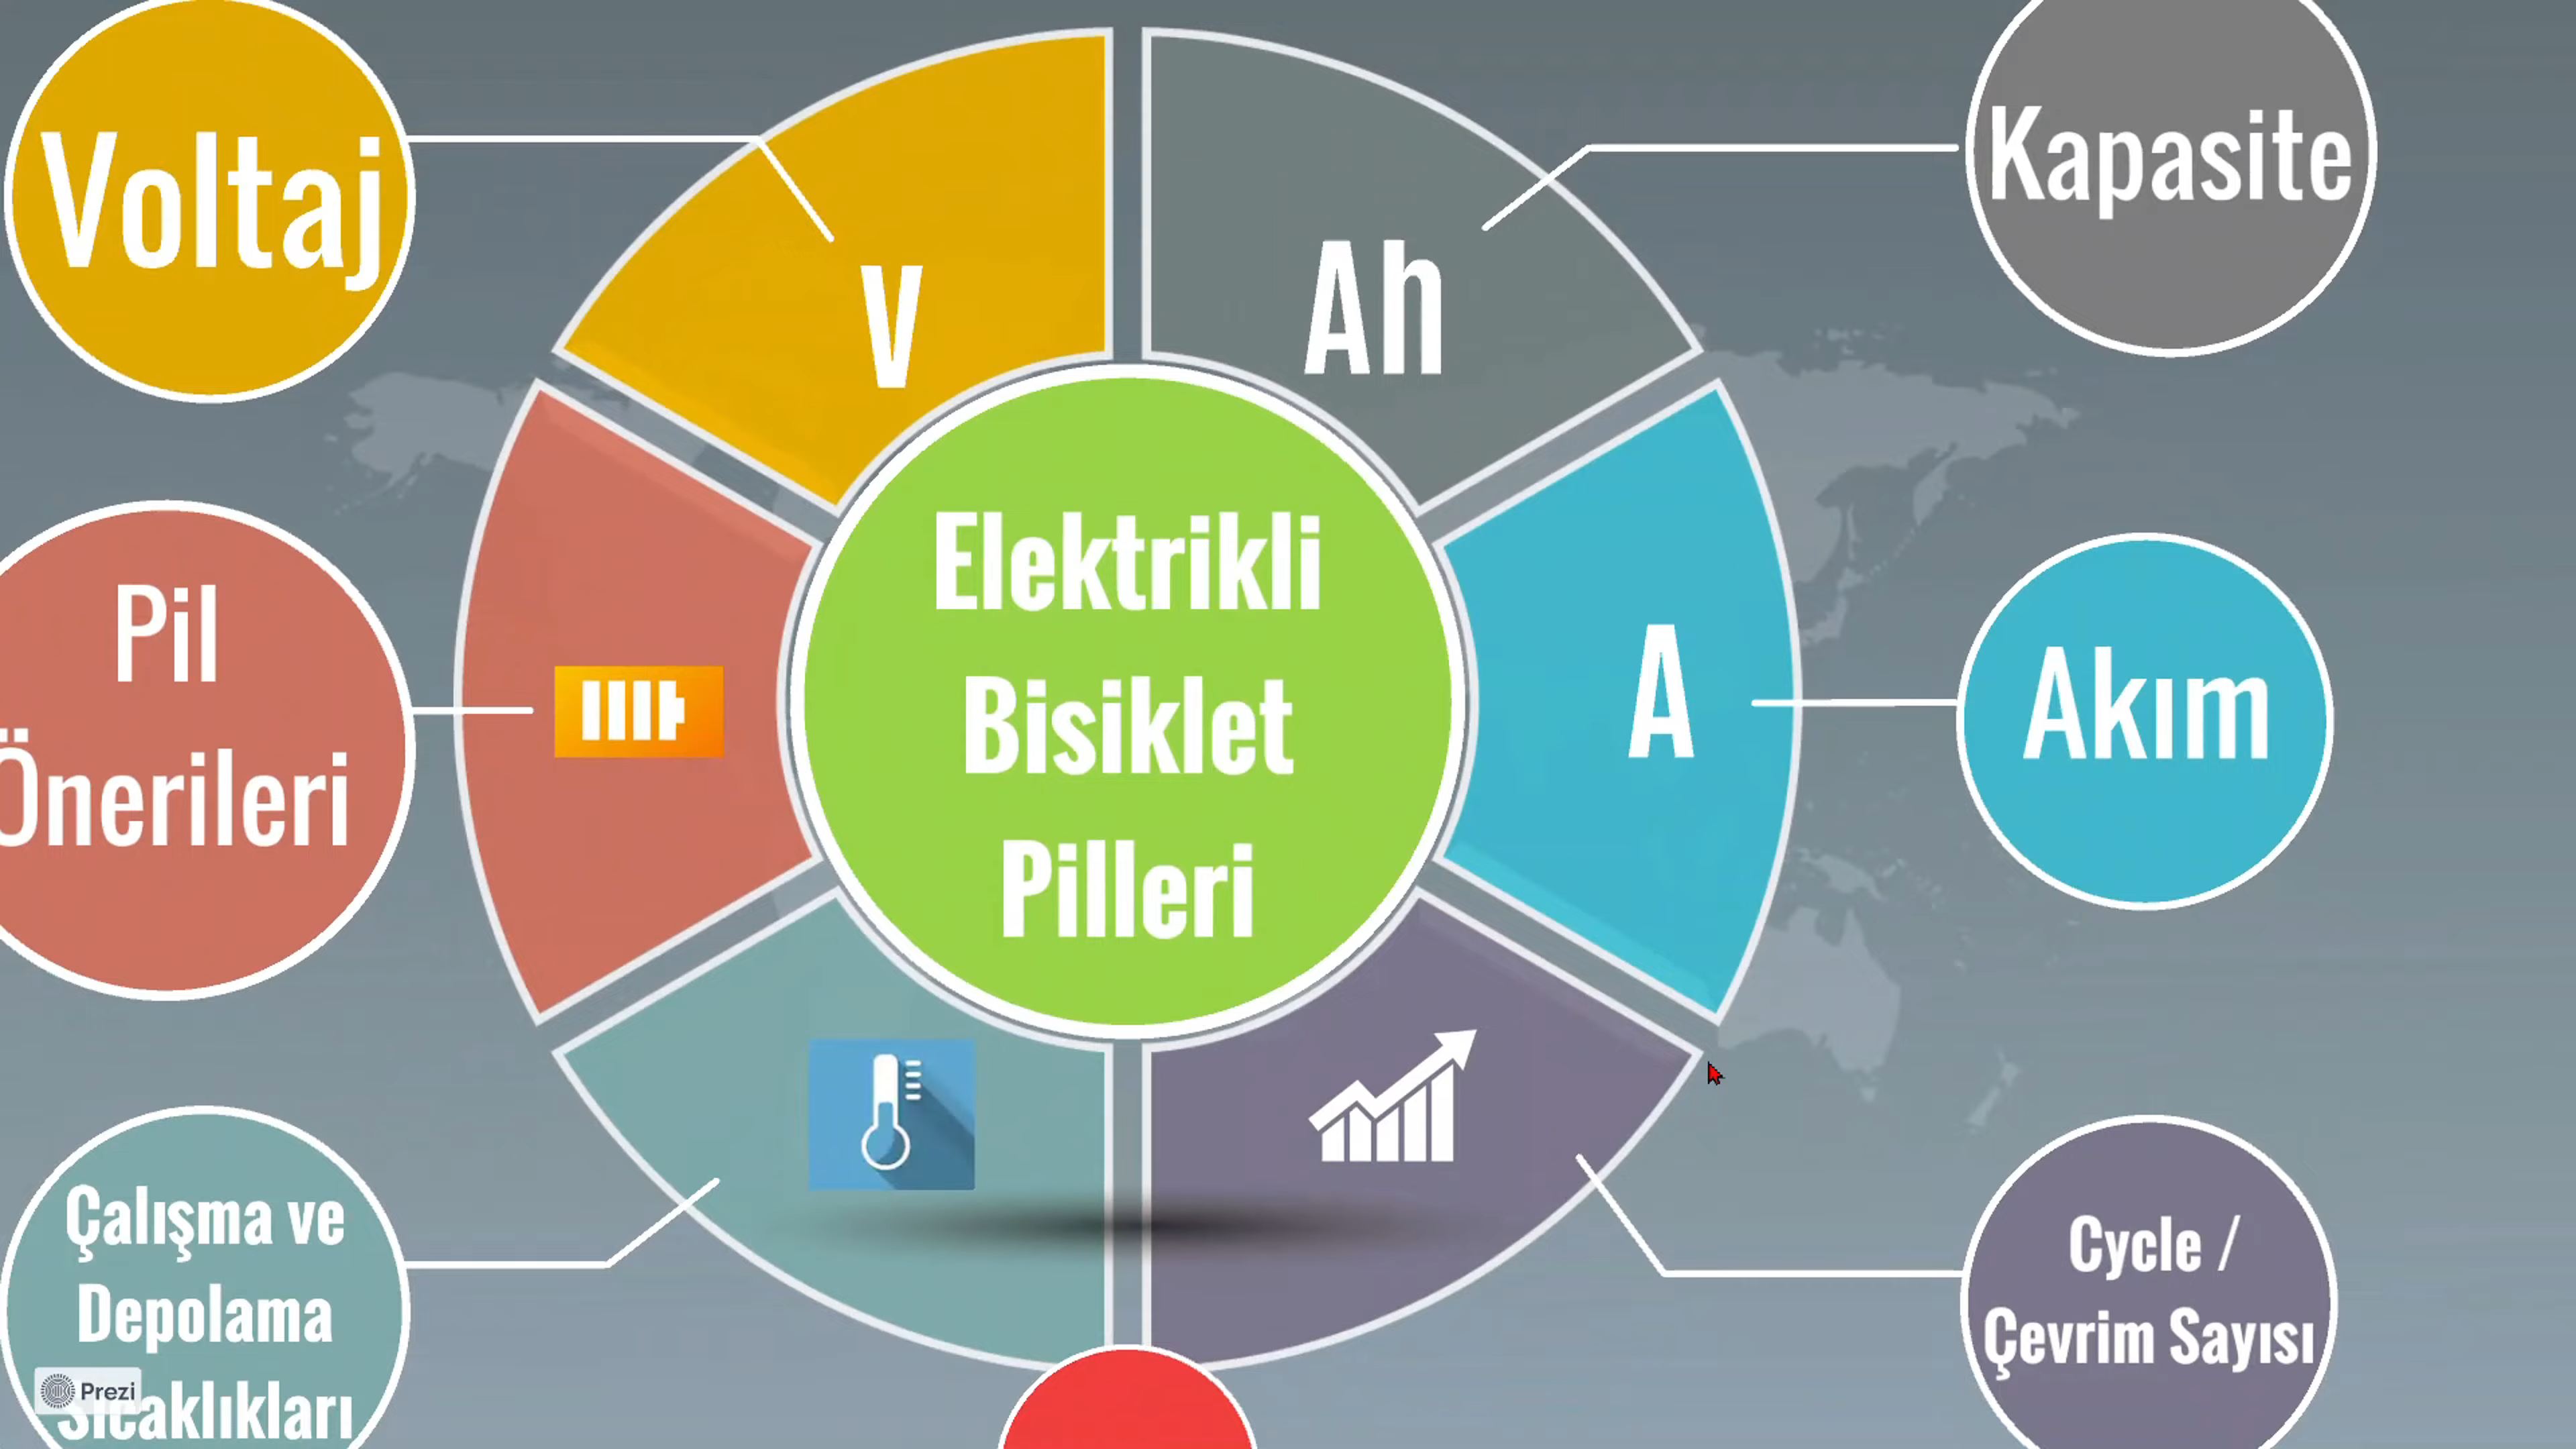 Voltaj
V
Ah
Kapasite
Elektrikli
Bisiklet
Pilleri
Pil
Önerileri
A
Akım
Çalışma ve
Depolama
Sıcaklıkları
Cycle /
Çevrim Sayısı
Prezi